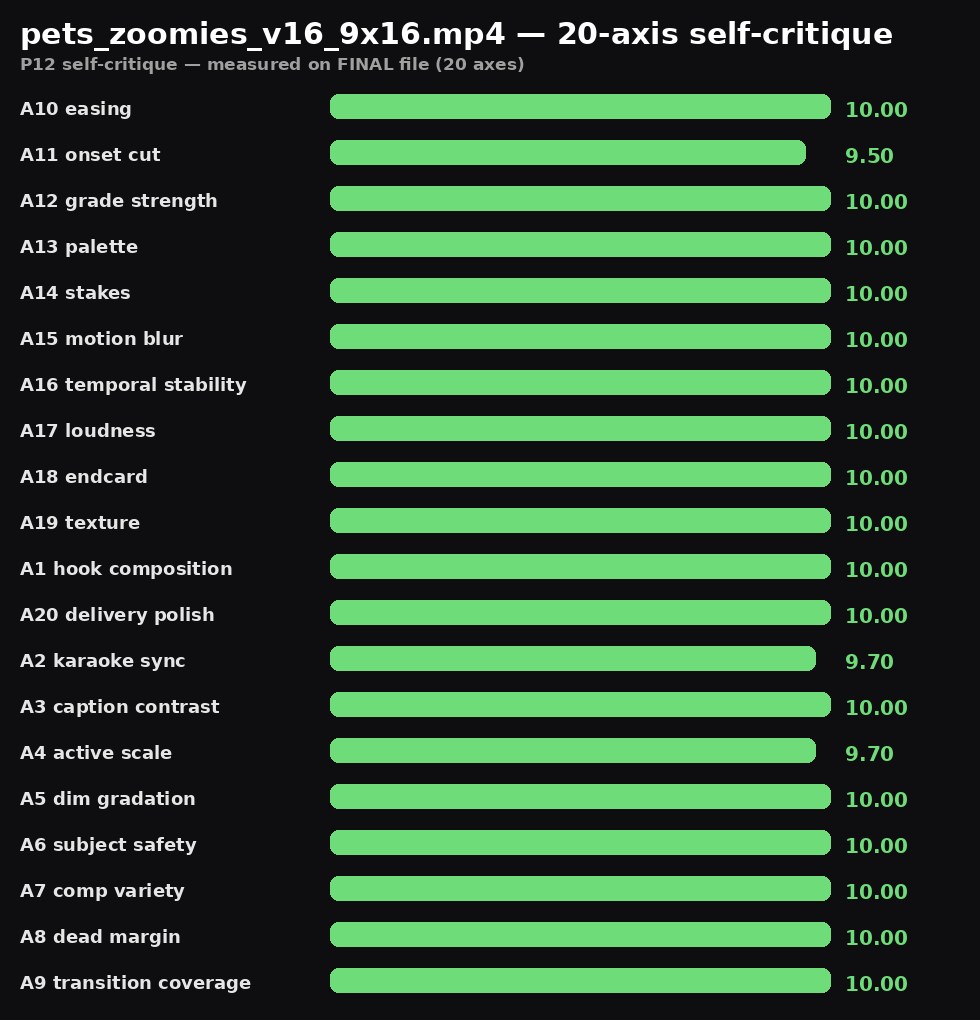 pets_zoomies_v16_9x16.mp4 — 20-axis self-critique
P12 self-critique — measured on FINAL file (20 axes)
A10 easing 10.00
A11 onset cut 9.50
A12 grade strength 10.00
A13 palette 10.00
A14 stakes 10.00
A15 motion blur 10.00
A16 temporal stability 10.00
A17 loudness 10.00
A18 endcard 10.00
A19 texture 10.00
A1 hook composition 10.00
A20 delivery polish 10.00
A2 karaoke sync 9.70
A3 caption contrast 10.00
A4 active scale 9.70
A5 dim gradation 10.00
A6 subject safety 10.00
A7 comp variety 10.00
A8 dead margin 10.00
A9 transition coverage 10.00